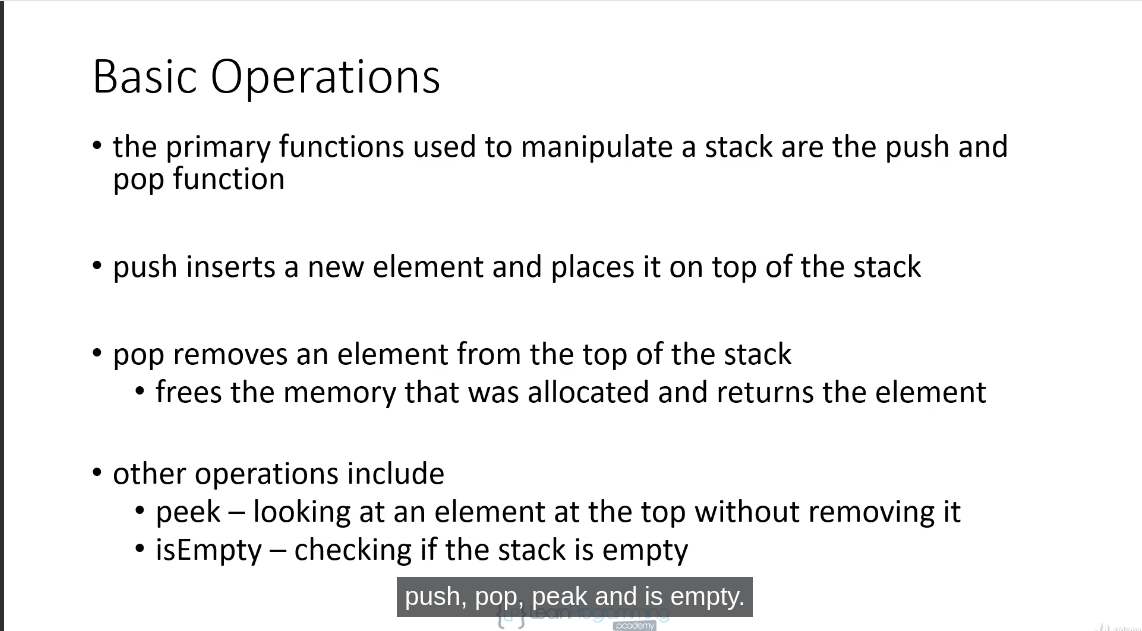 Basic Operations
• the primary functions used to manipulate a stack are the push and
pop function
• push inserts a new element and places it on top of the stack
• pop removes an element from the top of the stack
• frees the memory that was allocated and returns the element
• other operations include
• peek – looking at an element at the top without removing it
• isEmpty – checking if the stack is empty
push, pop, peak and is empty.
academy